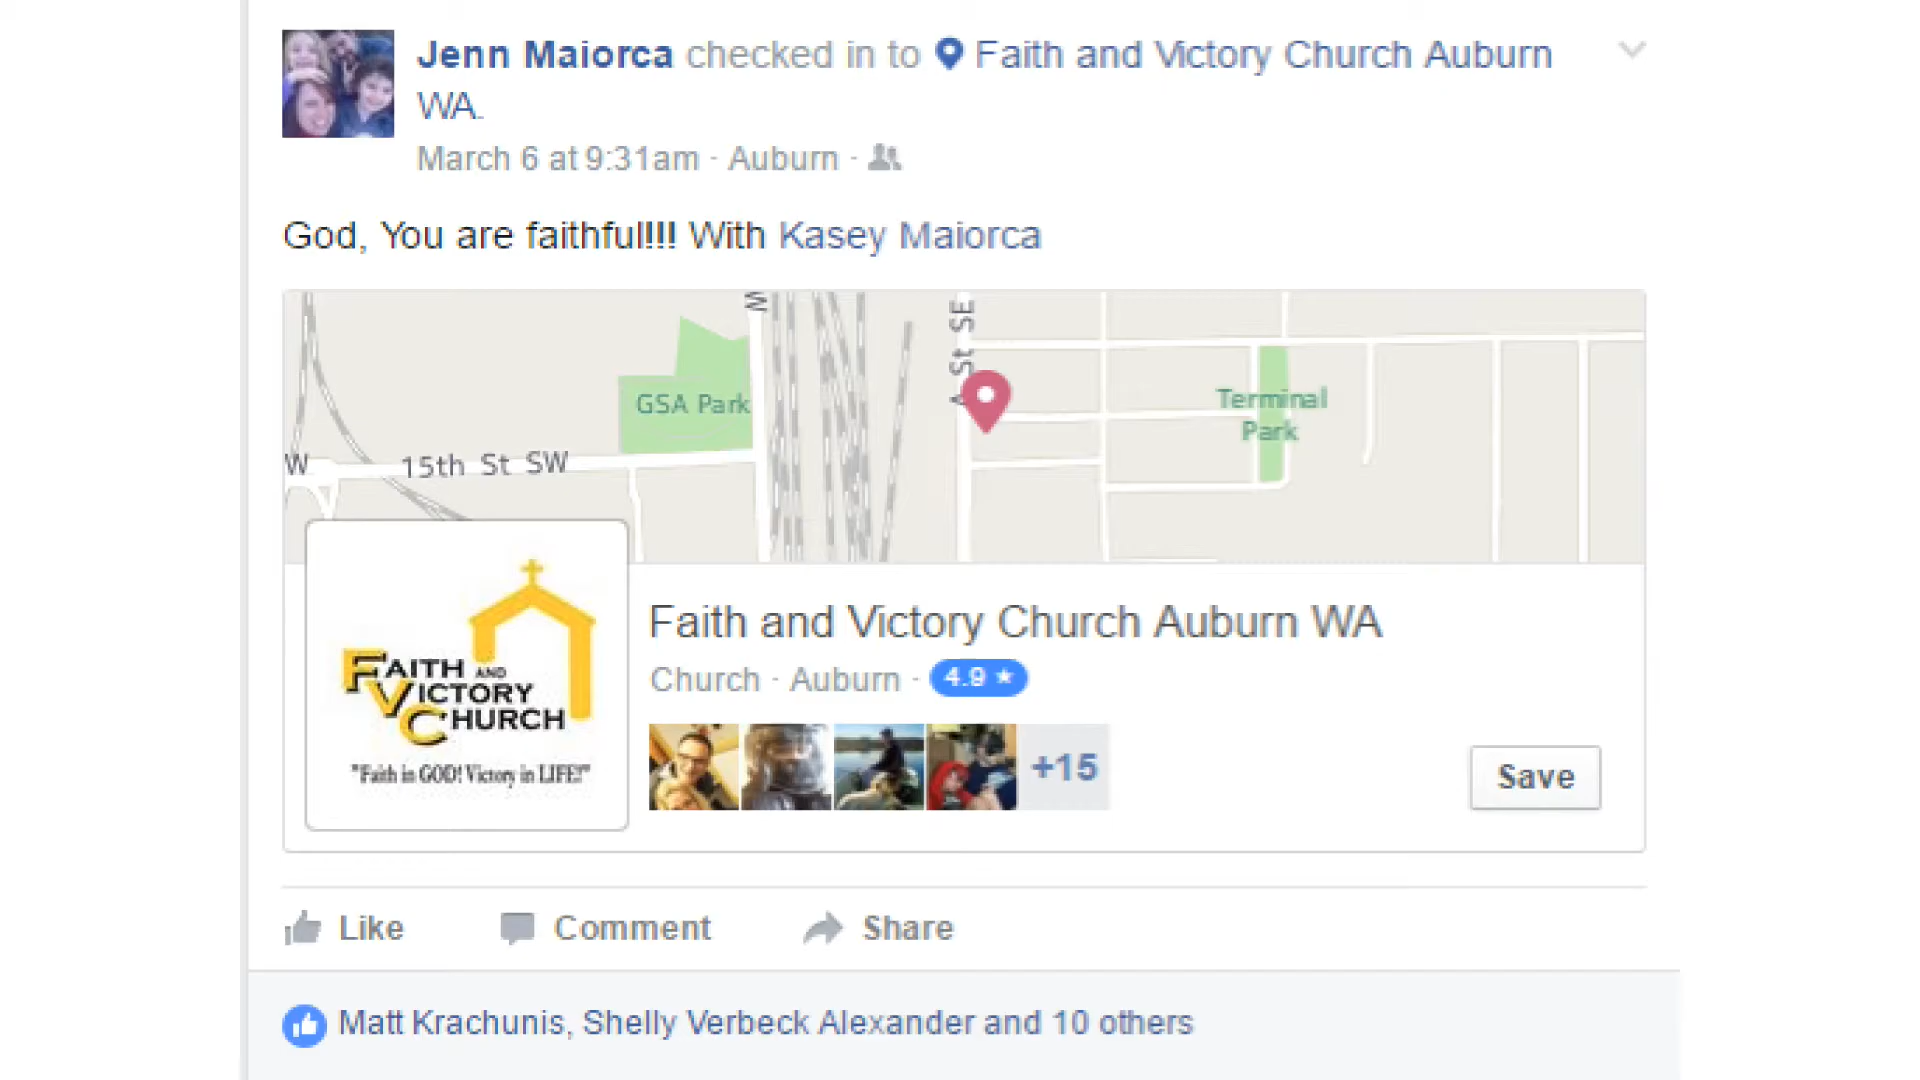 Jenn Maiorca checked in to Faith and Victory Church Auburn
WA.
March 6 at 9:31am · Auburn ·
God, You are faithful!!! With Kasey Maiorca
W
A St SE
GSA Park
Terminal
Park
W
15th St SW
FAITH AND
VICTORY
CHURCH
"Faith in GOD! Victory in LIFE!"
Faith and Victory Church Auburn WA
Church · Auburn · 4.9 ★
+15
Save
Like Comment Share
Matt Krachunis, Shelly Verbeck Alexander and 10 others